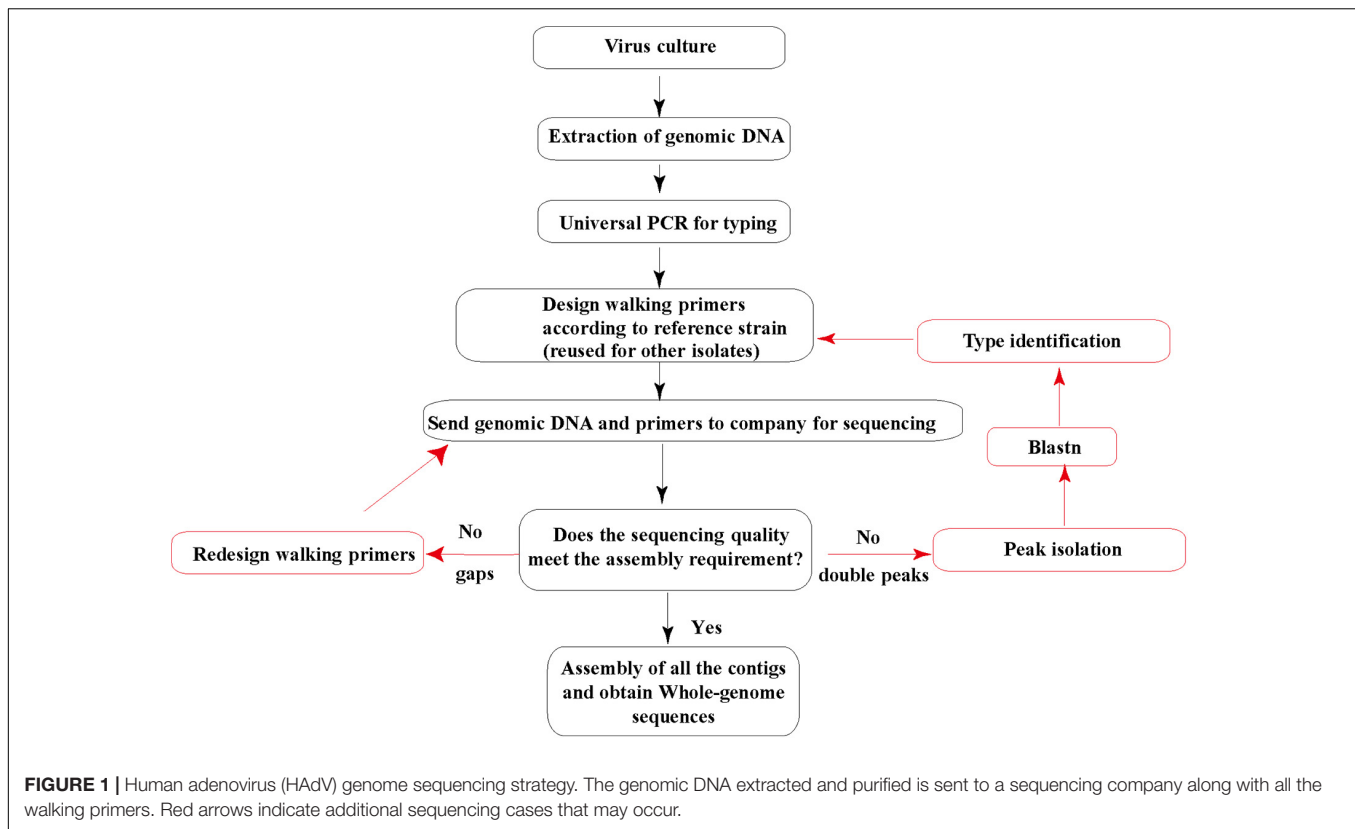 Virus culture
Extraction of genomic DNA
Universal PCR for typing
Design walking primers
according to reference strain
(reused for other isolates)
Type identification
Send genomic DNA and primers to company for sequencing
Blastn
Redesign walking primers
No
gaps
Does the sequencing quality
meet the assembly requirement?
No
double peaks
Peak isolation
Yes
Assembly of all the contigs
and obtain Whole-genome
sequences
FIGURE 1 | Human adenovirus (HAdV) genome sequencing strategy. The genomic DNA extracted and purified is sent to a sequencing company along with all the
walking primers. Red arrows indicate additional sequencing cases that may occur.